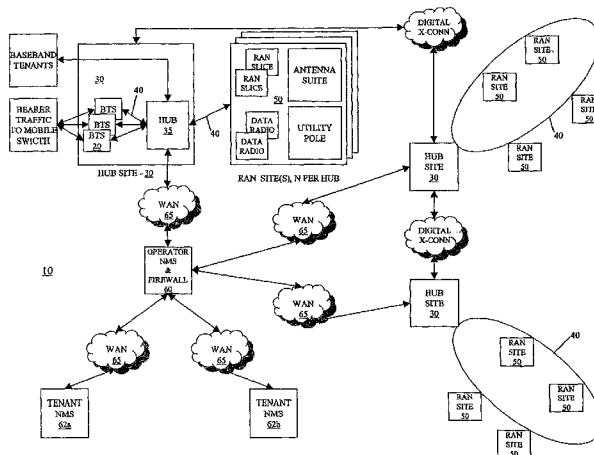 BASEBAND
TENANTS
BEARER
TRAFFIC
TO MOBILE
SWICTH
30
40
BTS
BTS
BTS
20
HUB
35
HUB SITE - 30
40
RAN
SLICE
RAN
SLICE
50
DATA
RADIO
DATA
RADIO
ANTENNA
SUITE
UTILITY
POLE
RAN SITE(S), N PER HUB
DIGITAL
X-CONN
RAN
SITE
50
RAN
SITE
50
RAN
SITE
50
RAN
SITE
50
40
HUB
SITE
30
DIGITAL
X-CONN
HUB
SITE
30
WAN
65
WAN
65
WAN
65
OPERATOR
NMS
&
FIREWALL
60
10
WAN
65
WAN
65
TENANT
NMS
62a
TENANT
NMS
62b
40
RAN
SITE
50
RAN
SITE
50
RAN
SITE
50
RAN
SITE
50